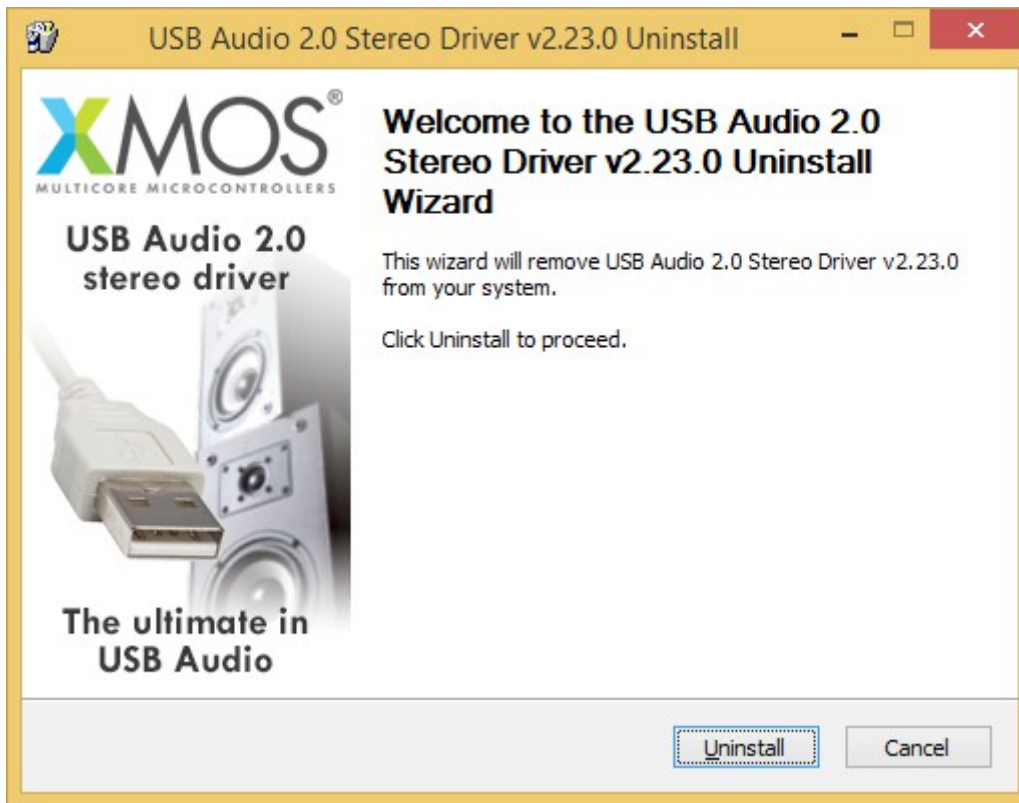 USB Audio 2.0 Stereo Driver v2.23.0 Uninstall
XMOS®
MULTICORE MICROCONTROLLERS
USB Audio 2.0
stereo driver
The ultimate in
USB Audio
Welcome to the USB Audio 2.0
Stereo Driver v2.23.0 Uninstall
Wizard
This wizard will remove USB Audio 2.0 Stereo Driver v2.23.0
from your system.
Click Uninstall to proceed.
Uninstall
Cancel